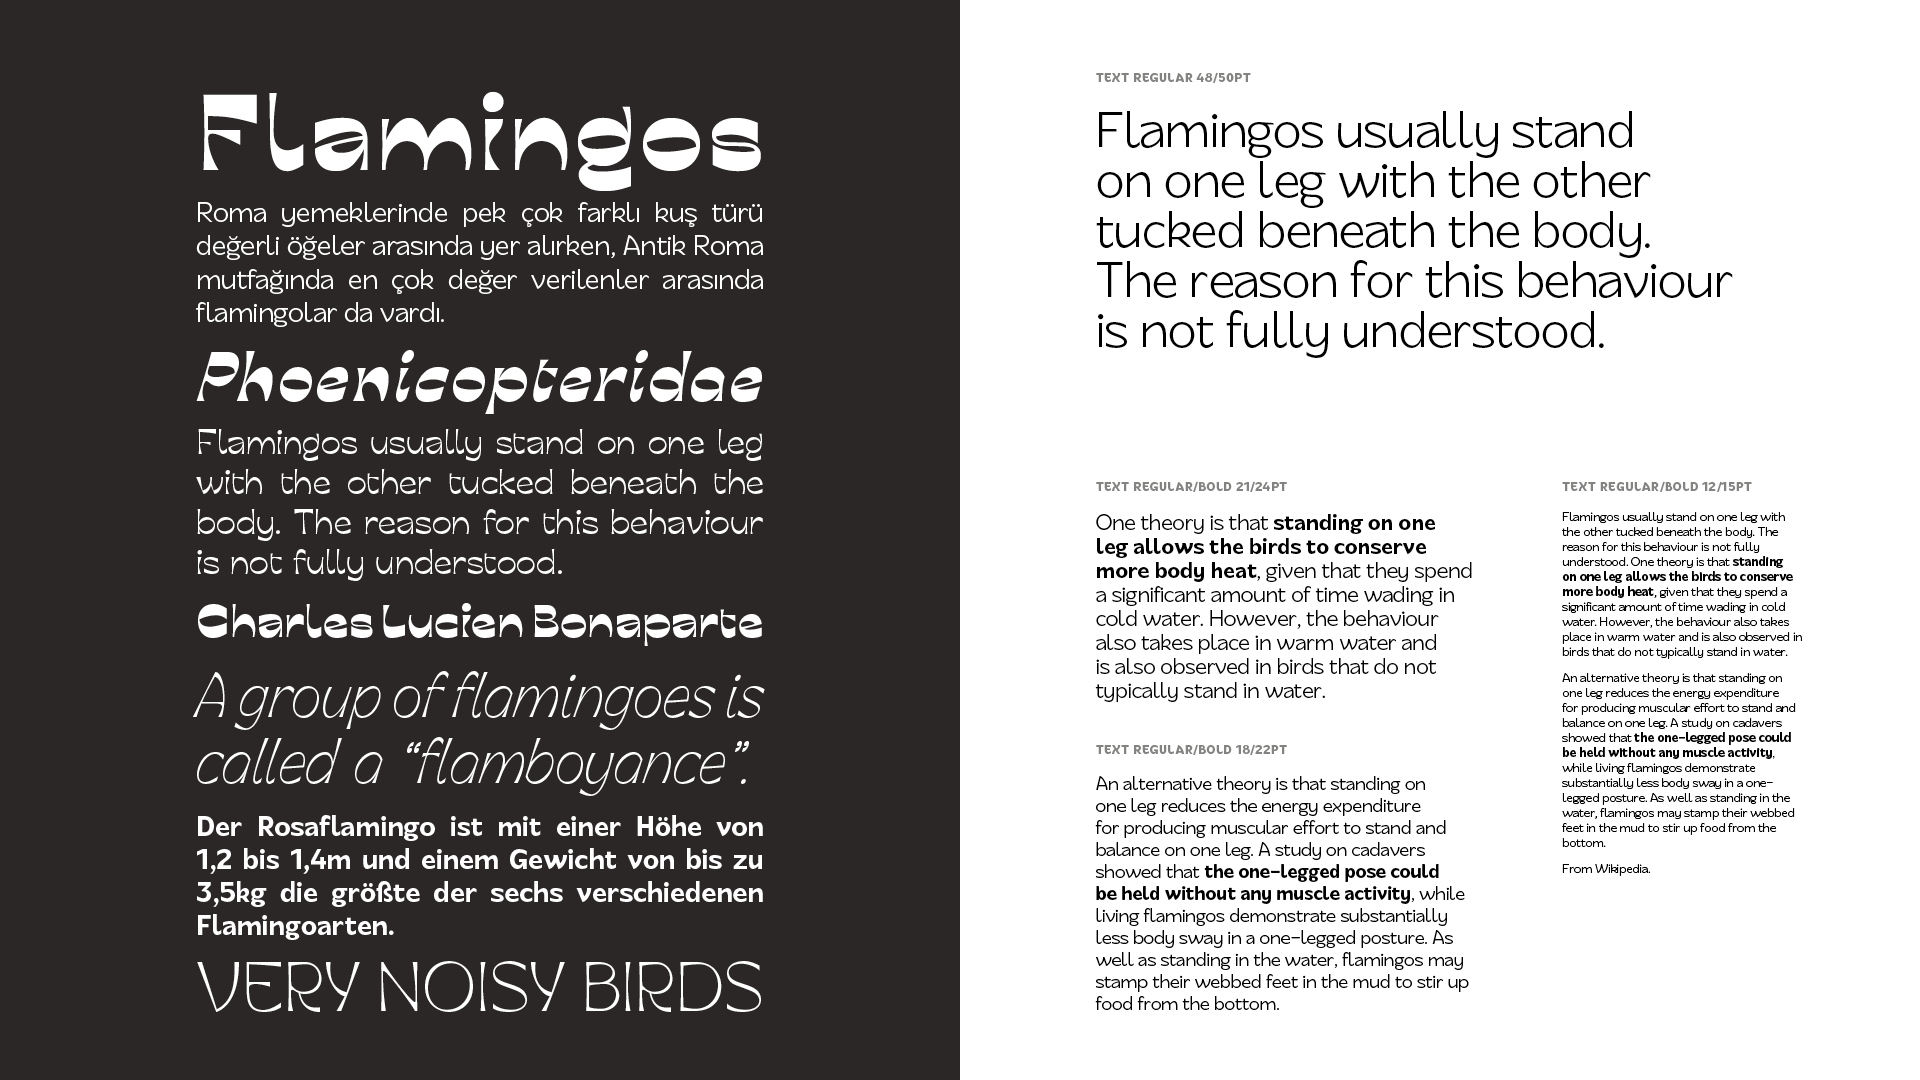 Flamingos
Roma yemeklerinde pek çok farklı kuş türü
değerli öğeler arasında yer alırken, Antik Roma
mutfağında en çok değer verilenler arasında
flamingolar da vardı.
Phoenicopteridae
Flamingos usually stand on one leg
with the other tucked beneath the
body. The reason for this behaviour
is not fully understood.
Charles Lucien Bonaparte
A group of flamingoes is
called a “flamboyance”.
Der Rosaflamingo ist mit einer Höhe von
1,2 bis 1,4m und einem Gewicht von bis zu
3,5kg die größte der sechs verschiedenen
Flamingoarten.
VERY NOISY BIRDS
TEXT REGULAR 48/50PT
Flamingos usually stand
on one leg with the other
tucked beneath the body.
The reason for this behaviour
is not fully understood.
TEXT REGULAR/BOLD 21/24PT
One theory is that standing on one
leg allows the birds to conserve
more body heat, given that they spend
a significant amount of time wading in
cold water. However, the behaviour
also takes place in warm water and
is also observed in birds that do not
typically stand in water.
TEXT REGULAR/BOLD 18/22PT
An alternative theory is that standing on
one leg reduces the energy expenditure
for producing muscular effort to stand and
balance on one leg. A study on cadavers
showed that the one-legged pose could
be held without any muscle activity, while
living flamingos demonstrate substantially
less body sway in a one-legged posture. As
well as standing in the water, flamingos may
stamp their webbed feet in the mud to stir up
food from the bottom.
TEXT REGULAR/BOLD 12/15PT
Flamingos usually stand on one leg with
the other tucked beneath the body. The
reason for this behaviour is not fully
understood. One theory is that standing
on one leg allows the birds to conserve
more body heat, given that they spend a
significant amount of time wading in cold
water. However, the behaviour also takes
place in warm water and is also observed in
birds that do not typically stand in water.
An alternative theory is that standing on
one leg reduces the energy expenditure
for producing muscular effort to stand and
balance on one leg. A study on cadavers
showed that the one-legged pose could
be held without any muscle activity,
while living flamingos demonstrate
substantially less body sway in a one-
legged posture. As well as standing in the
water, flamingos may stamp their webbed
feet in the mud to stir up food from the
bottom.
From Wikipedia.